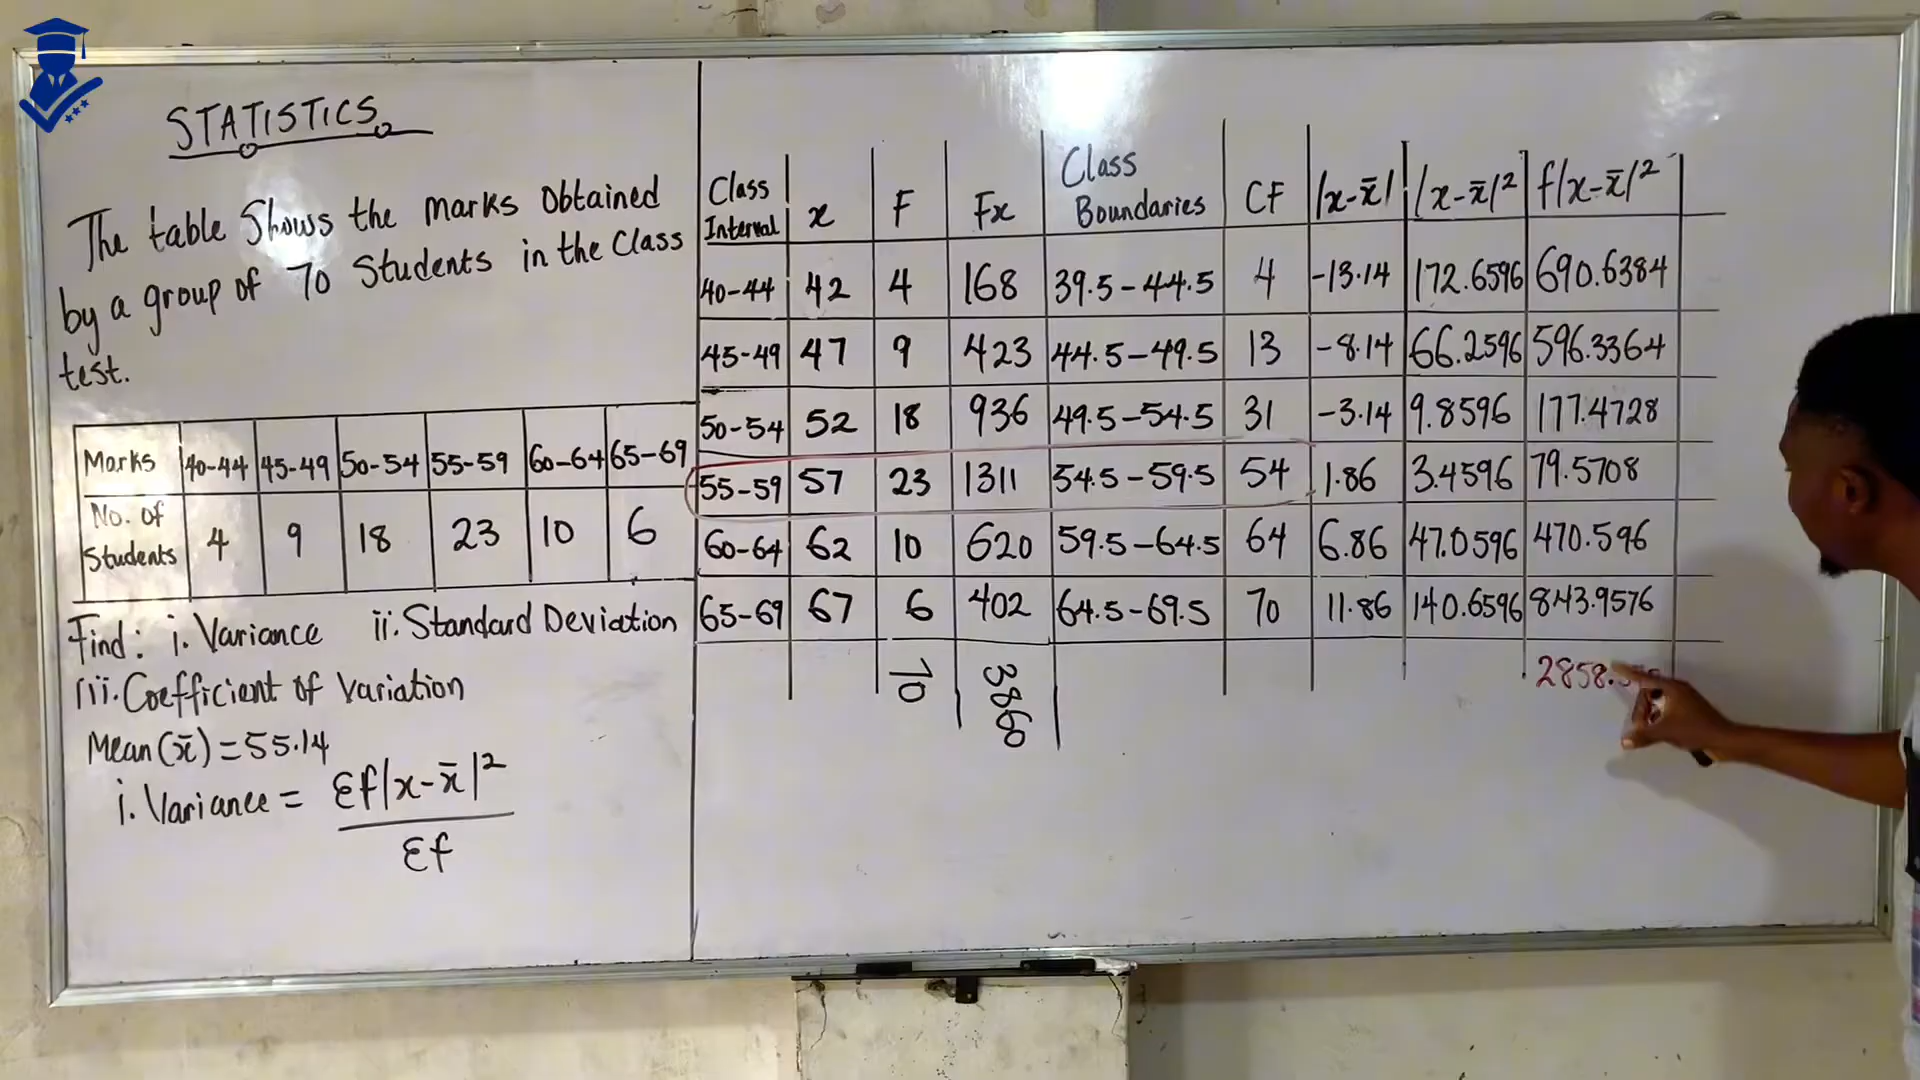 STATISTICS
The table Shows the marks Obtained
by a group of 70 Students in the Class
test.
Marks 40-44 45-49 50-54 55-59 60-64 65-69
No. of Students 4 9 18 23 10 6
Find: i. Variance ii. Standard Deviation
iii. Coefficient of Variation
Mean (x̄) = 55.14
i. Variance = Ɛf|x-x̄|²
Ɛf
Class Interval x F Fx Class Boundaries CF |x-x̄| |x-x̄|² f|x-x̄|²
40-44 42 4 168 39.5-44.5 4 -13.14 172.6596 690.6384
45-49 47 9 423 44.5-49.5 13 -8.14 66.2596 596.3364
50-54 52 18 936 49.5-54.5 31 -3.14 9.8596 177.4728
55-59 57 23 1311 54.5-59.5 54 1.86 3.4596 79.5708
60-64 62 10 620 59.5-64.5 64 6.86 47.0596 470.596
65-69 67 6 402 64.5-69.5 70 11.86 140.6596 843.9576
70 3860